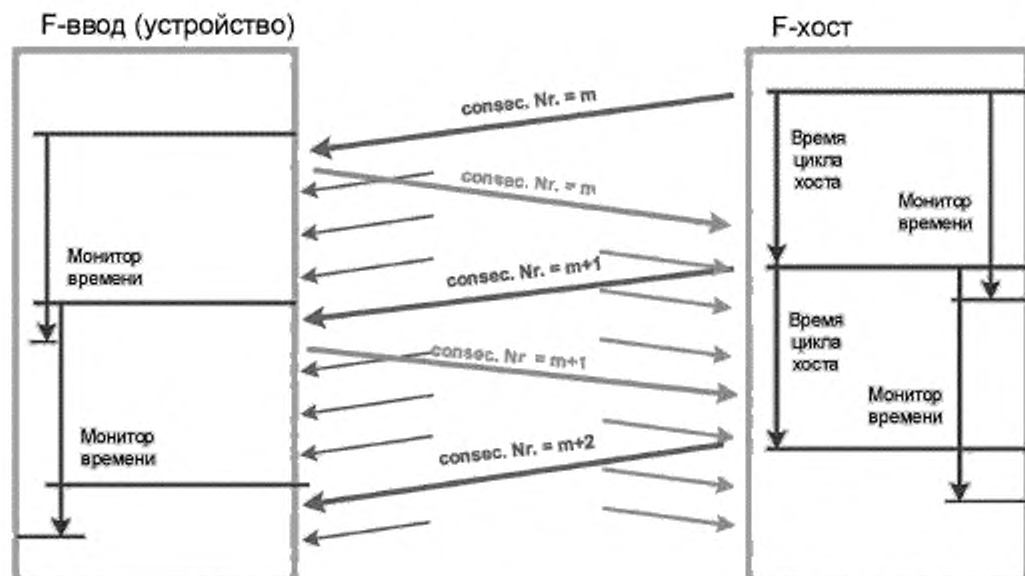 F-ввод (устройство)
F-хост
consec. Nr. = m
Время
цикла
хоста
consec. Nr. = m
Монитор
времени
Монитор
времени
consec. Nr. = m+1
Время
цикла
хоста
consec. Nr = m+1
Монитор
времени
Монитор
времени
consec. Nr. = m+2